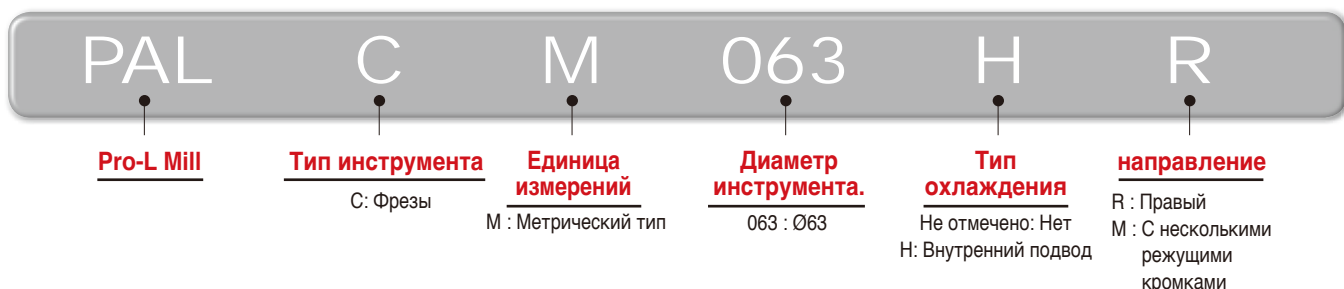 PAL C M 063 H R
Pro-L Mill
Тип инструмента
C: Фрезы
Единица
измерений
M : Метрический тип
Диаметр
инструмента.
063 : Ø63
Тип
охлаждения
Не отмечено: Нет
H: Внутренний подвод
направление
R : Правый
M : С несколькими
режущими
кромками